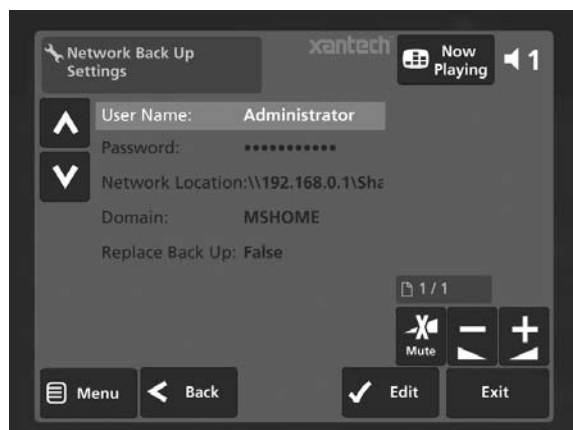 Network Back Up
Settings
xantech
Now
Playing
1
User Name: Administrator
Password: •••••••••••
Network Location:\\192.168.0.1\Sha
Domain: MSHOME
Replace Back Up: False
1 / 1
Mute
Menu
Back
Edit
Exit